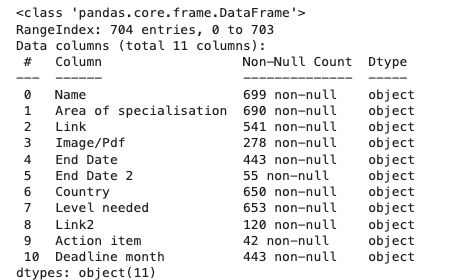 <class 'pandas.core.frame.DataFrame'>
RangeIndex: 704 entries, 0 to 703
Data columns (total 11 columns):
 #   Column                  Non-Null Count  Dtype
---  ------                  --------------  -----
 0   Name                    699 non-null    object
 1   Area of specialisation  690 non-null    object
 2   Link                    541 non-null    object
 3   Image/Pdf               278 non-null    object
 4   End Date                443 non-null    object
 5   End Date 2              55 non-null     object
 6   Country                 650 non-null    object
 7   Level needed            653 non-null    object
 8   Link2                   120 non-null    object
 9   Action item             42 non-null     object
 10  Deadline month          443 non-null    object
dtypes: object(11)